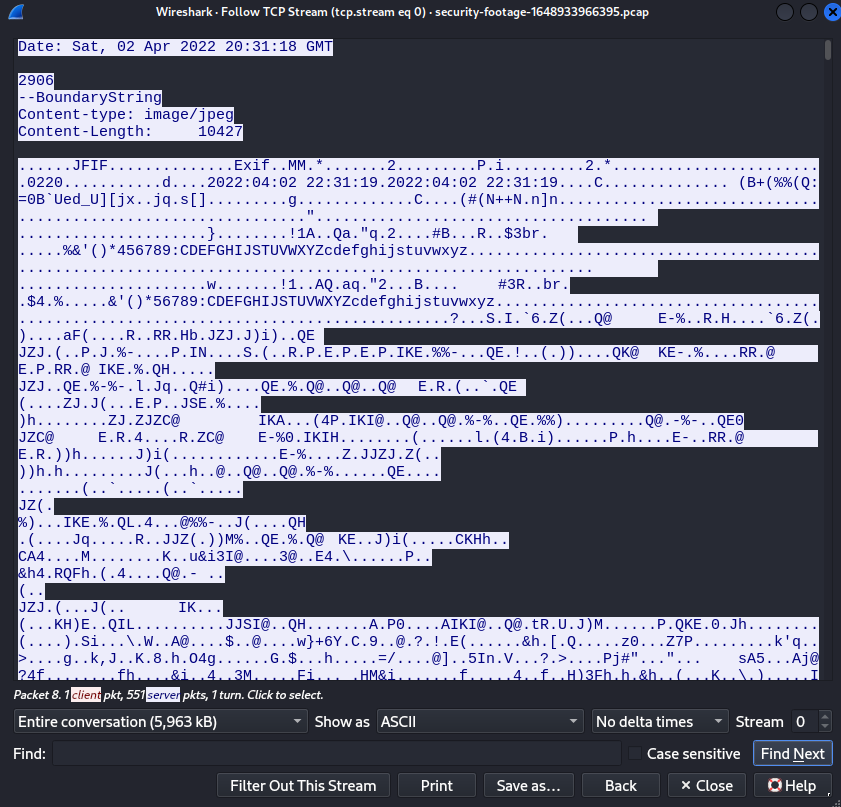 Wireshark · Follow TCP Stream (tcp.stream eq 0) · security-footage-1648933966395.pcap
Date: Sat, 02 Apr 2022 20:31:18 GMT
2906
--BoundaryString
Content-type: image/jpeg
Content-Length:     10427
......JFIF..............Exif..MM.*.......2.........P.i.........2.*.......................
.0220...........d....2022:04:02 22:31:19.2022:04:02 22:31:19....C.............. (B+(%%(Q:
=0B`Ued_U][jx..jq.s[].........g.............C....(#(N++N.n]n.............................
................................".....................................
.....................}........!1A..Qa."q.2....#B...R..$3br.
.....%&'()*456789:CDEFGHIJSTUVWXYZcdefghijstuvwxyz.......................................
................................................................
.....................w.......!1..AQ.aq."2...B....    #3R..br.
.$4.%.....&'()*56789:CDEFGHIJSTUVWXYZcdefghijstuvwxyz....................................
................................................?...S.I.`6.Z(...Q@     E-%..R.H....`6.Z(.
)....aF(....R..RR.Hb.JZJ.J)i)..QE
JZJ.(..P.J.%-....P.IN....S.(..R.P.E.P.E.P.IKE.%%-...QE.!..(.))....QK@  KE-.%....RR.@
E.P.RR.@ IKE.%.QH.....
JZJ..QE.%-%-.l.Jq..Q#i)....QE.%.Q@..Q@..Q@  E.R.(..`.QE
(....ZJ.J(...E.P..JSE.%....
)h........ZJ.ZJZC@          IKA...(4P.IKI@..Q@..Q@.%-%..QE.%%).........Q@.-%-..QE0
JZC@     E.R.4....R.ZC@    E-%0.IKIH........(......l.(4.B.i)......P.h....E-..RR.@
E.R.))h......J)i(............E-%....Z.JJZJ.Z(..
))h.h.........J(...h..@..Q@..Q@.%-%......QE....
.......(..`.....(..`.....
JZ(.
%)...IKE.%.QL.4...@%%-..J(....QH
.(....Jq.....R..JJZ(.))M%..QE.%.Q@ KE..J)i(.....CKHh..
CA4....M........K..u&i3I@....3@..E4.\......P..
&h4.RQFh.(.4....Q@.- ..
(..
JZJ.(...J(..      IK...
(...KH)E..QIL..........JJSI@..QH.......A.P0....AIKI@..Q@.tR.U.J)M......P.QKE.0.Jh........
(....).Si...\.W..A@....$..@....w}+6Y.C.9..@.?.!.E(......&h.[.Q.....z0...Z7P.........k'q..
>....g..k,J..K.8.h.O4g......G.$...h.....=/....@]..5In.V...?.>....Pj#"..."...    sA5...Aj@
Packet 8. 1 client pkt, 551 server pkts, 1 turn. Click to select.
Entire conversation (5,963 kB) Show as ASCII No delta times Stream 0
Find: Case sensitive Find Next
Filter Out This Stream Print Save as… Back Close Help